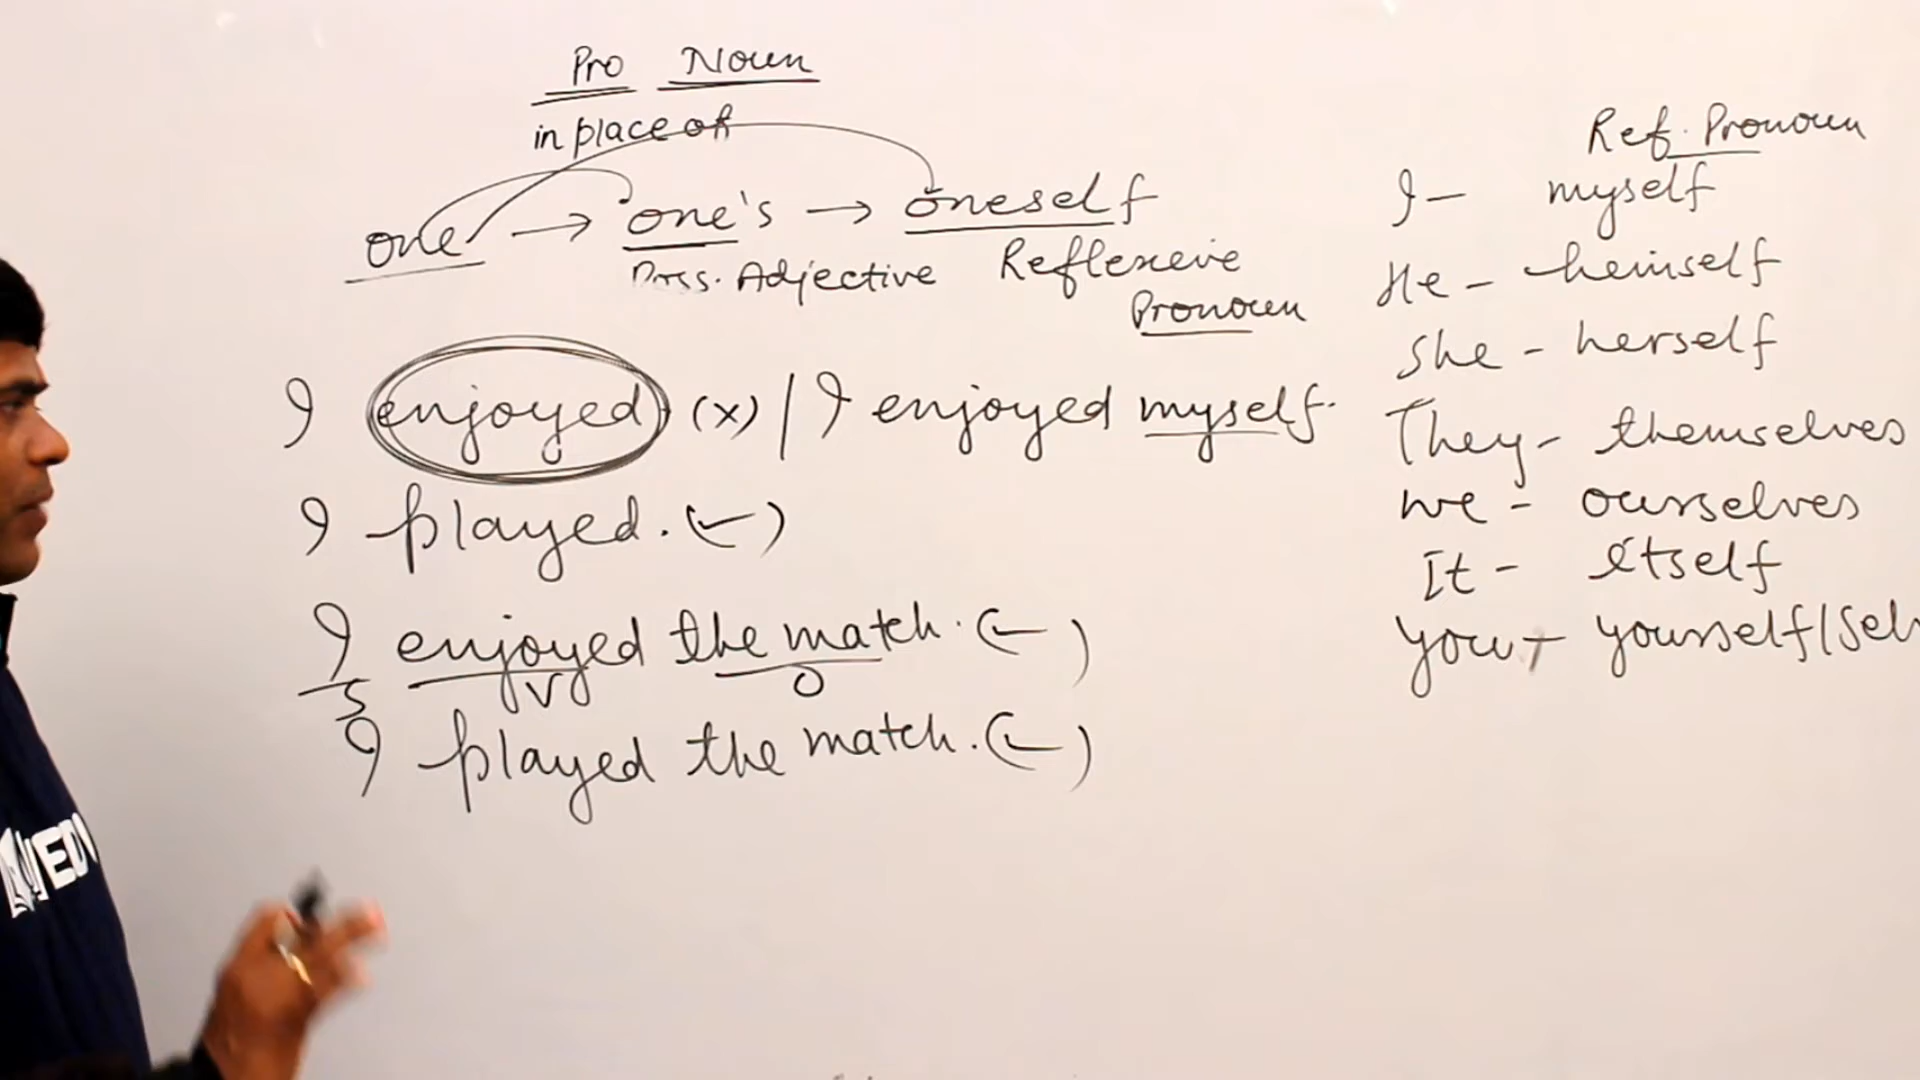 Pro Noun
in place of
one → one's → oneself
Poss. Adjective Reflexive
Pronoun
I enjoyed. (x) / I enjoyed myself.
I played. (✓)
I enjoyed the match. (✓)
S V O
I played the match. (✓)
Ref. Pronoun
I - myself
He - himself
She - herself
They - themselves
we - ourselves
It - itself
you - yourself/selv